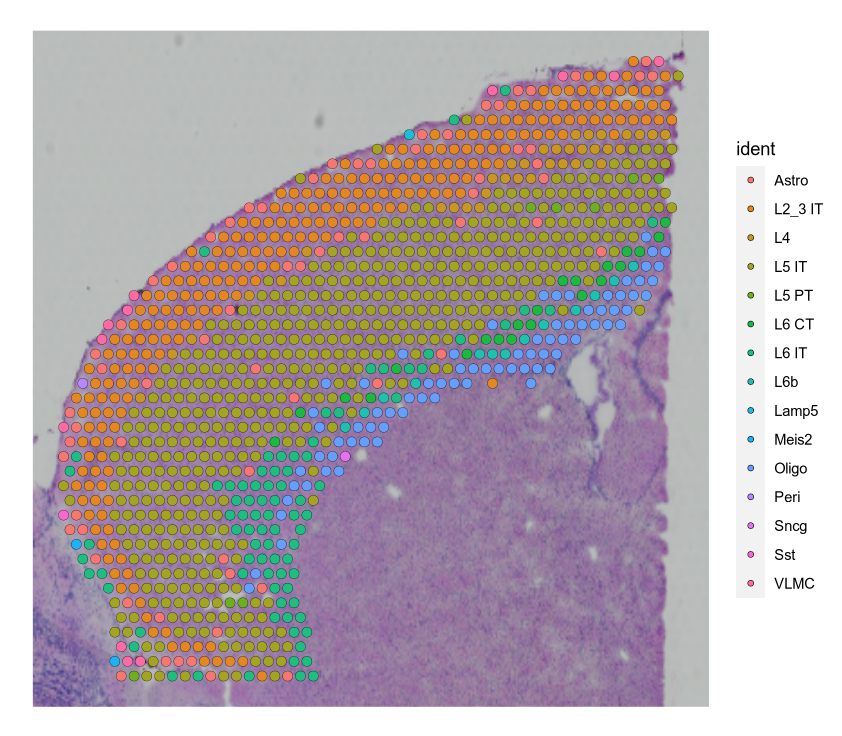 ident
Astro
L2_3 IT
L4
L5 IT
L5 PT
L6 CT
L6 IT
L6b
Lamp5
Meis2
Oligo
Peri
Sncg
Sst
VLMC